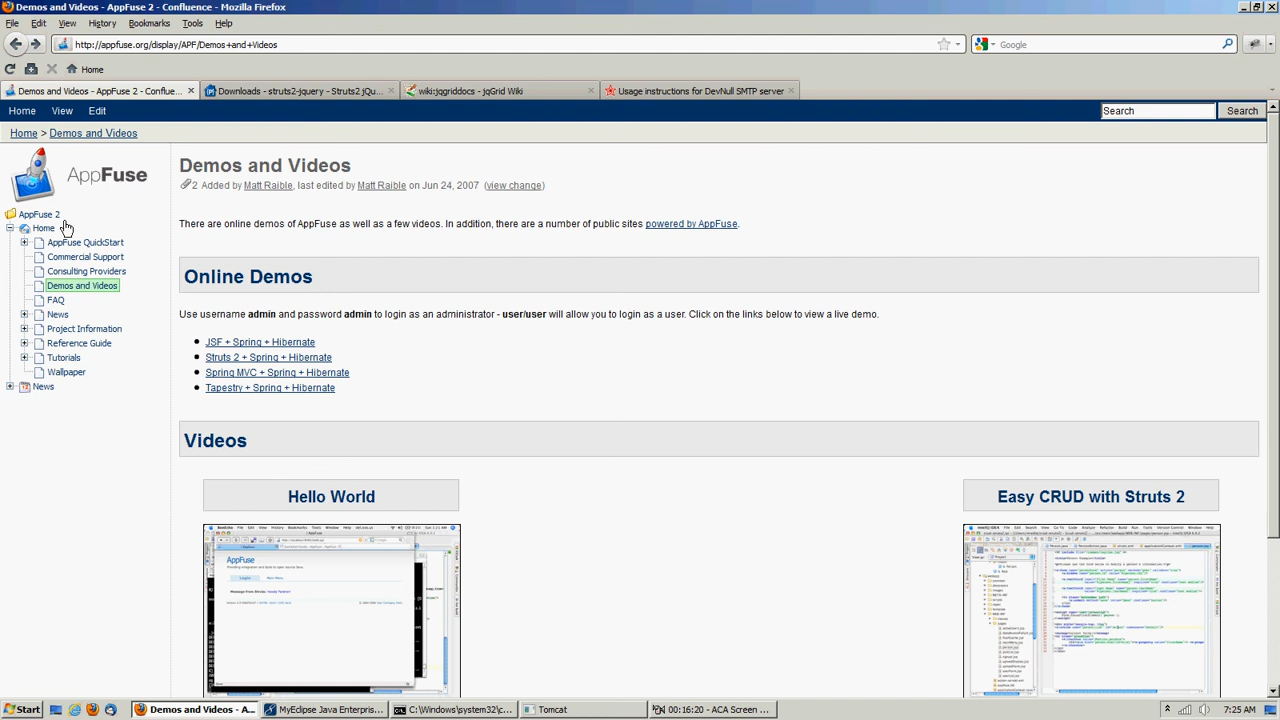 Demos and Videos - AppFuse 2 - Confluence - Mozilla Firefox
File Edit View History Bookmarks Tools Help
http://appfuse.org/display/APF/Demos+and+Videos
Google
Home
Demos and Videos - AppFuse 2 - Conflue...
Downloads - struts2-jquery - Struts2 jQu...
wiki:jqgriddocs - jqGrid Wiki
Usage instructions for DevNull SMTP server
Home View Edit
Search Search
Home > Demos and Videos
AppFuse
Demos and Videos
2 Added by Matt Raible, last edited by Matt Raible on Jun 24, 2007 (view change)
AppFuse 2
Home
AppFuse QuickStart
Commercial Support
Consulting Providers
Demos and Videos
FAQ
News
Project Information
Reference Guide
Tutorials
Wallpaper
News
There are online demos of AppFuse as well as a few videos. In addition, there are a number of public sites powered by AppFuse.
Online Demos
Use username admin and password admin to login as an administrator - user/user will allow you to login as a user. Click on the links below to view a live demo.
JSF + Spring + Hibernate
Struts 2 + Spring + Hibernate
Spring MVC + Spring + Hibernate
Tapestry + Spring + Hibernate
Videos
Hello World
Easy CRUD with Struts 2
AppFuse
Start
Demos and Videos - A...
Java Enterprise...
C:\Windows\system32\c...
Tomcat
00:16:20 - ACA Screen ...
7:25 AM